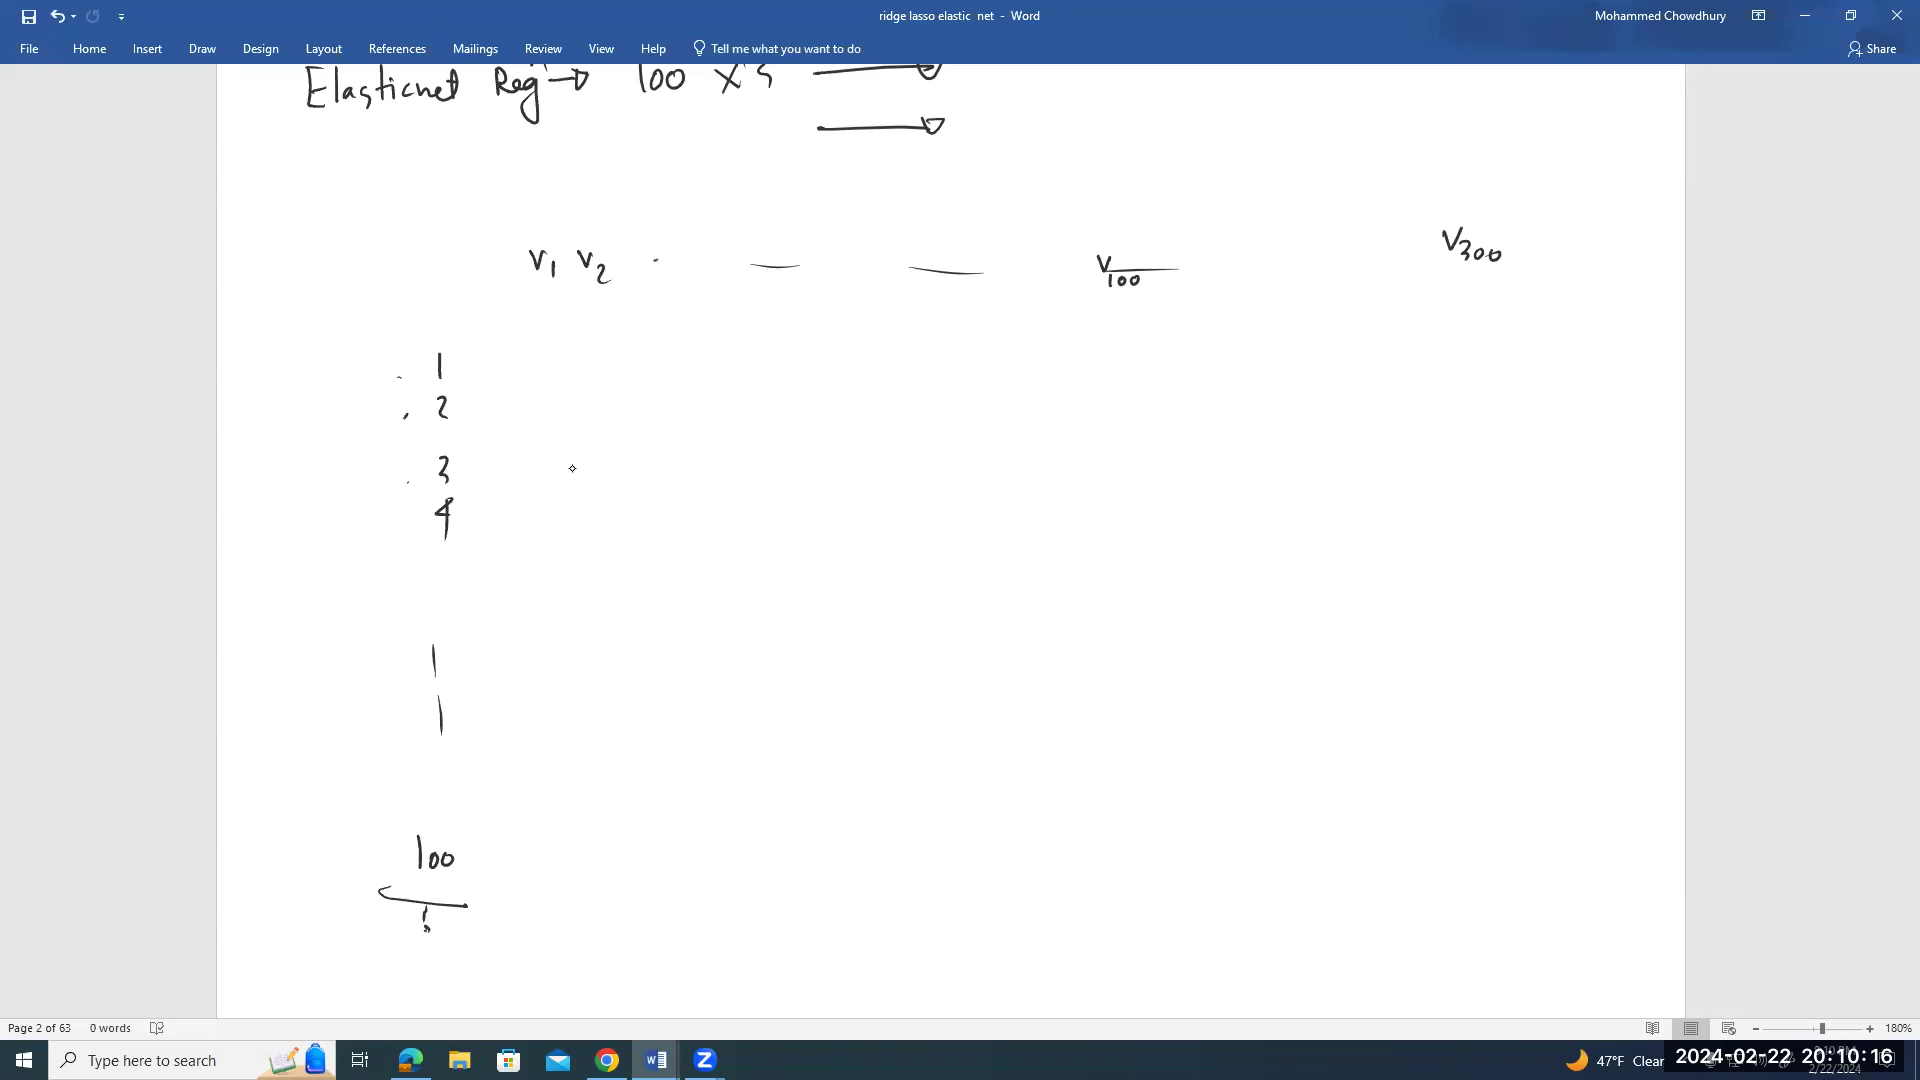 ridge lasso elastic net - Word
Mohammed Chowdhury
File Home Insert Draw Design Layout References Mailings Review View Help Tell me what you want to do Share
Elasticnet Reg 100 X's
V1 V2 V100 V300
1
2
3
4
100
Page 2 of 63 0 words 180%
Type here to search
47°F Clear
2024-02-22 20:10:16
2/22/2024